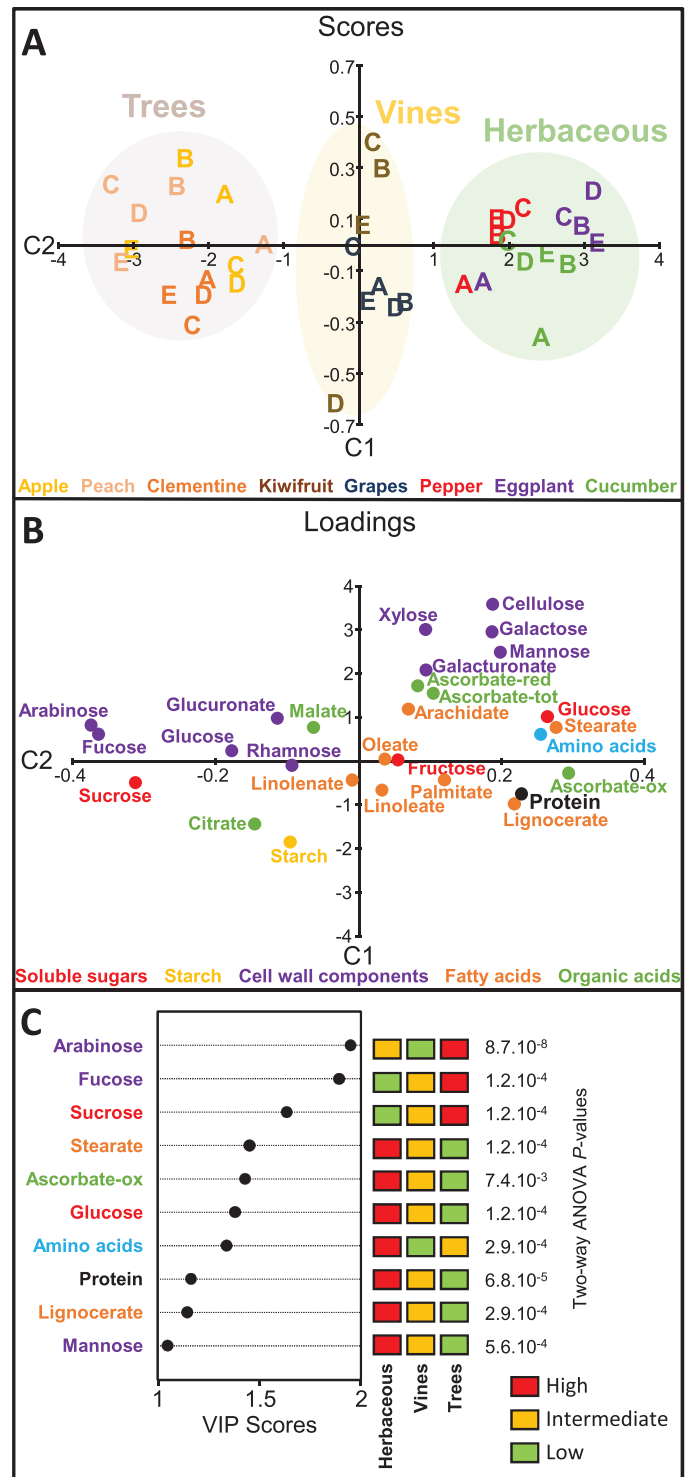 A
Scores
0.7
Trees
Vines
0.5
C
Herbaceous
B
B
0.3
C
B
A
D
D
0.1
E
E
D
C
C
B
B
B
E
A
C
C
E
E
C2
-4
-3
-2
-1
1
2
3
4
E
C
D
B
-0.1
A
D
A
A
A
E
D
E
B
D
-0.3
C
A
-0.5
D
-0.7
C1
Apple Peach Clementine Kiwifruit Grapes Pepper Eggplant Cucumber
B
Loadings
4
Cellulose
Xylose
3
Galactose
Mannose
2
Galacturonate
Ascorbate-red
Ascorbate-tot
Arabinose
Glucuronate
Malate
1
Arachidate
Glucose
Stearate
Fucose
Glucose
Rhamnose
Oleate
Amino acids
C2
-0.4
-0.2
0.2
0.4
Sucrose
Linolenate
Fructose
Palmitate
Ascorbate-ox
Linoleate
Protein
-1
Lignocerate
Citrate
Starch
-2
-3
-4
C1
Soluble sugars Starch Cell wall components Fatty acids Organic acids
C
Arabinose 8.7.10-8
Fucose 1.2.10-4
Sucrose 1.2.10-4
Stearate 1.2.10-4
Ascorbate-ox 7.4.10-3
Glucose 1.2.10-4
Amino acids 2.9.10-4
Protein 6.8.10-5
Lignocerate 2.9.10-4
Mannose 5.6.10-4
Two-way ANOVA P-values
1 1.5 2
VIP Scores
Herbaceous
Vines
Trees
High
Intermediate
Low